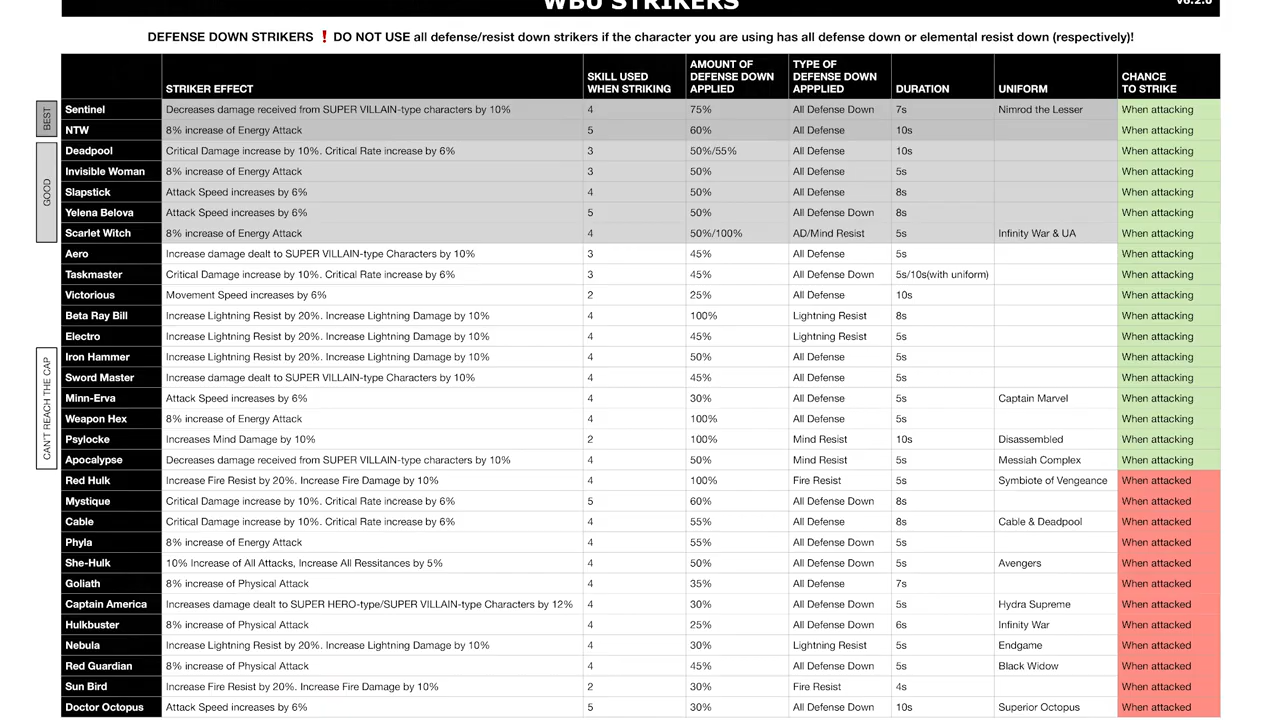 WBU STRIKERS v6.2.0
DEFENSE DOWN STRIKERS ❗ DO NOT USE all defense/resist down strikers if the character you are using has all defense down or elemental resist down (respectively)!
STRIKER EFFECT SKILL USED WHEN STRIKING AMOUNT OF DEFENSE DOWN APPLIED TYPE OF DEFENSE DOWN APPPLIED DURATION UNIFORM CHANCE TO STRIKE
BEST
Sentinel Decreases damage received from SUPER VILLAIN-type characters by 10% 4 75% All Defense Down 7s Nimrod the Lesser When attacking
NTW 8% increase of Energy Attack 5 60% All Defense 10s When attacking
GOOD
Deadpool Critical Damage increase by 10%. Critical Rate increase by 6% 3 50%/55% All Defense 10s When attacking
Invisible Woman 8% increase of Energy Attack 3 50% All Defense 5s When attacking
Slapstick Attack Speed increases by 6% 4 50% All Defense 8s When attacking
Yelena Belova Attack Speed increases by 6% 5 50% All Defense Down 8s When attacking
Scarlet Witch 8% increase of Energy Attack 4 50%/100% AD/Mind Resist 5s Infinity War & UA When attacking
Aero Increase damage dealt to SUPER VILLAIN-type Characters by 10% 3 45% All Defense 5s When attacking
Taskmaster Critical Damage increase by 10%. Critical Rate increase by 6% 3 45% All Defense Down 5s/10s(with uniform) When attacking
Victorious Movement Speed increases by 6% 2 25% All Defense 10s When attacking
Beta Ray Bill Increase Lightning Resist by 20%. Increase Lightning Damage by 10% 4 100% Lightning Resist 8s When attacking
Electro Increase Lightning Resist by 20%. Increase Lightning Damage by 10% 4 45% Lightning Resist 5s When attacking
CAN'T REACH THE CAP
Iron Hammer Increase Lightning Resist by 20%. Increase Lightning Damage by 10% 4 50% All Defense 5s When attacking
Sword Master Increase damage dealt to SUPER VILLAIN-type Characters by 10% 4 45% All Defense 5s When attacking
Minn-Erva Attack Speed increases by 6% 4 30% All Defense 5s Captain Marvel When attacking
Weapon Hex 8% increase of Energy Attack 4 100% All Defense 5s When attacking
Psylocke Increases Mind Damage by 10% 2 100% Mind Resist 10s Disassembled When attacking
Apocalypse Decreases damage received from SUPER VILLAIN-type characters by 10% 4 50% Mind Resist 5s Messiah Complex When attacking
Red Hulk Increase Fire Resist by 20%. Increase Fire Damage by 10% 4 100% Fire Resist 5s Symbiote of Vengeance When attacked
Mystique Critical Damage increase by 10%. Critical Rate increase by 6% 5 60% All Defense Down 8s When attacked
Cable Critical Damage increase by 10%. Critical Rate increase by 6% 4 55% All Defense 8s Cable & Deadpool When attacked
Phyla 8% increase of Energy Attack 4 55% All Defense Down 5s When attacked
She-Hulk 10% Increase of All Attacks, Increase All Ressitances by 5% 4 50% All Defense Down 5s Avengers When attacked
Goliath 8% increase of Physical Attack 4 35% All Defense 7s When attacked
Captain America Increases damage dealt to SUPER HERO-type/SUPER VILLAIN-type Characters by 12% 4 30% All Defense Down 5s Hydra Supreme When attacked
Hulkbuster 8% increase of Physical Attack 4 25% All Defense Down 6s Infinity War When attacked
Nebula Increase Lightning Resist by 20%. Increase Lightning Damage by 10% 4 30% Lightning Resist 5s Endgame When attacked
Red Guardian 8% increase of Physical Attack 4 45% All Defense Down 5s Black Widow When attacked
Sun Bird Increase Fire Resist by 20%. Increase Fire Damage by 10% 2 30% Fire Resist 4s When attacked
Doctor Octopus Attack Speed increases by 6% 5 30% All Defense Down 10s Superior Octopus When attacked